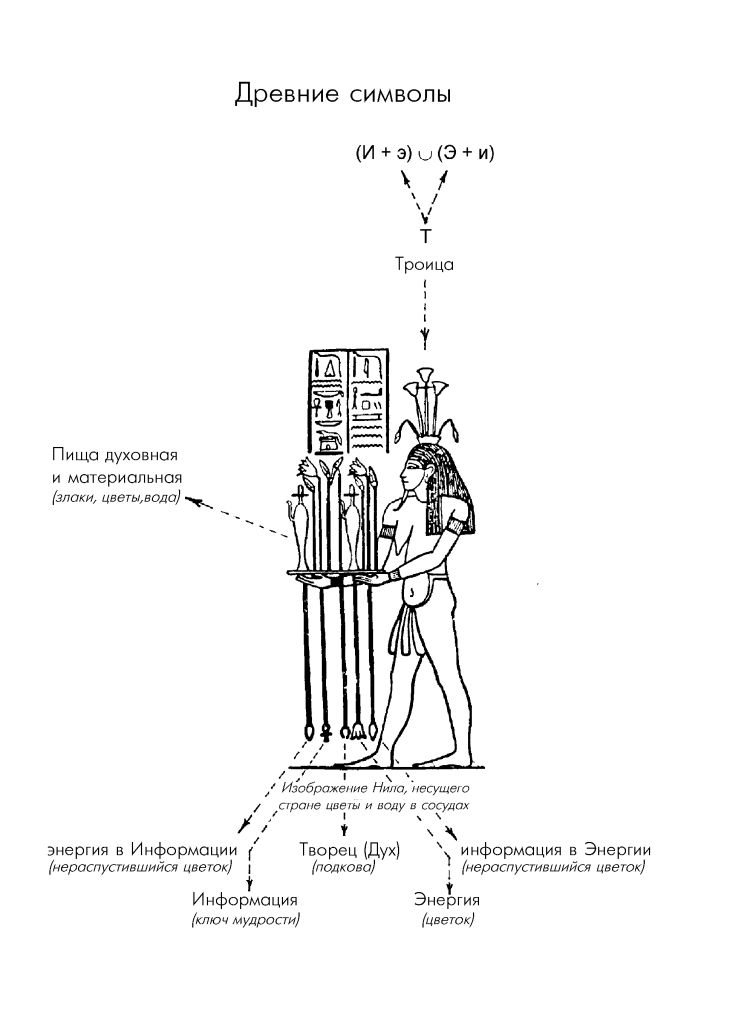 Древние символы
(И + э) ∪ (Э + и)
Т
Троица
Пища духовная
и материальная
(злаки, цветы,вода)
Изображение Нила, несущего
стране цветы и воду в сосудах
энергия в Информации
(нераспустившийся цветок)
Творец (Дух)
(подкова)
информация в Энергии
(нераспустившийся цветок)
Информация
(ключ мудрости)
Энергия
(цветок)